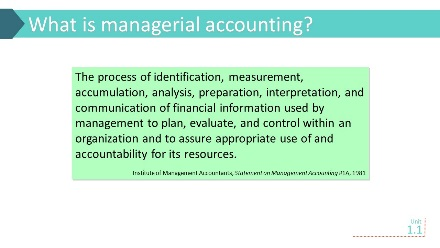 What is managerial accounting?
The process of identification, measurement,
accumulation, analysis, preparation, interpretation, and
communication of financial information used by
management to plan, evaluate, and control within an
organization and to assure appropriate use of and
accountability for its resources.
Institute of Management Accountants, Statement on Management Accounting #1A, 1981
Unit
1.1